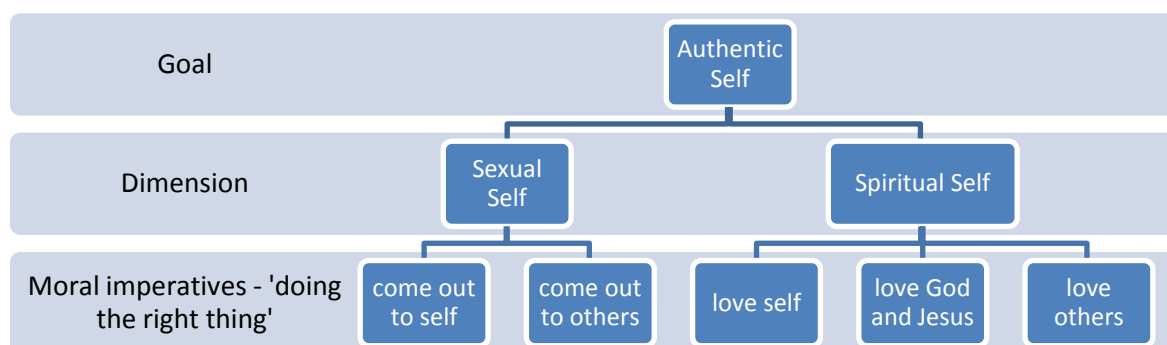 Goal
Authentic
Self
Dimension
Sexual
Self
Spiritual Self
Moral imperatives - 'doing
the right thing'
come out
to self
come out
to others
love self
love God
and Jesus
love
others